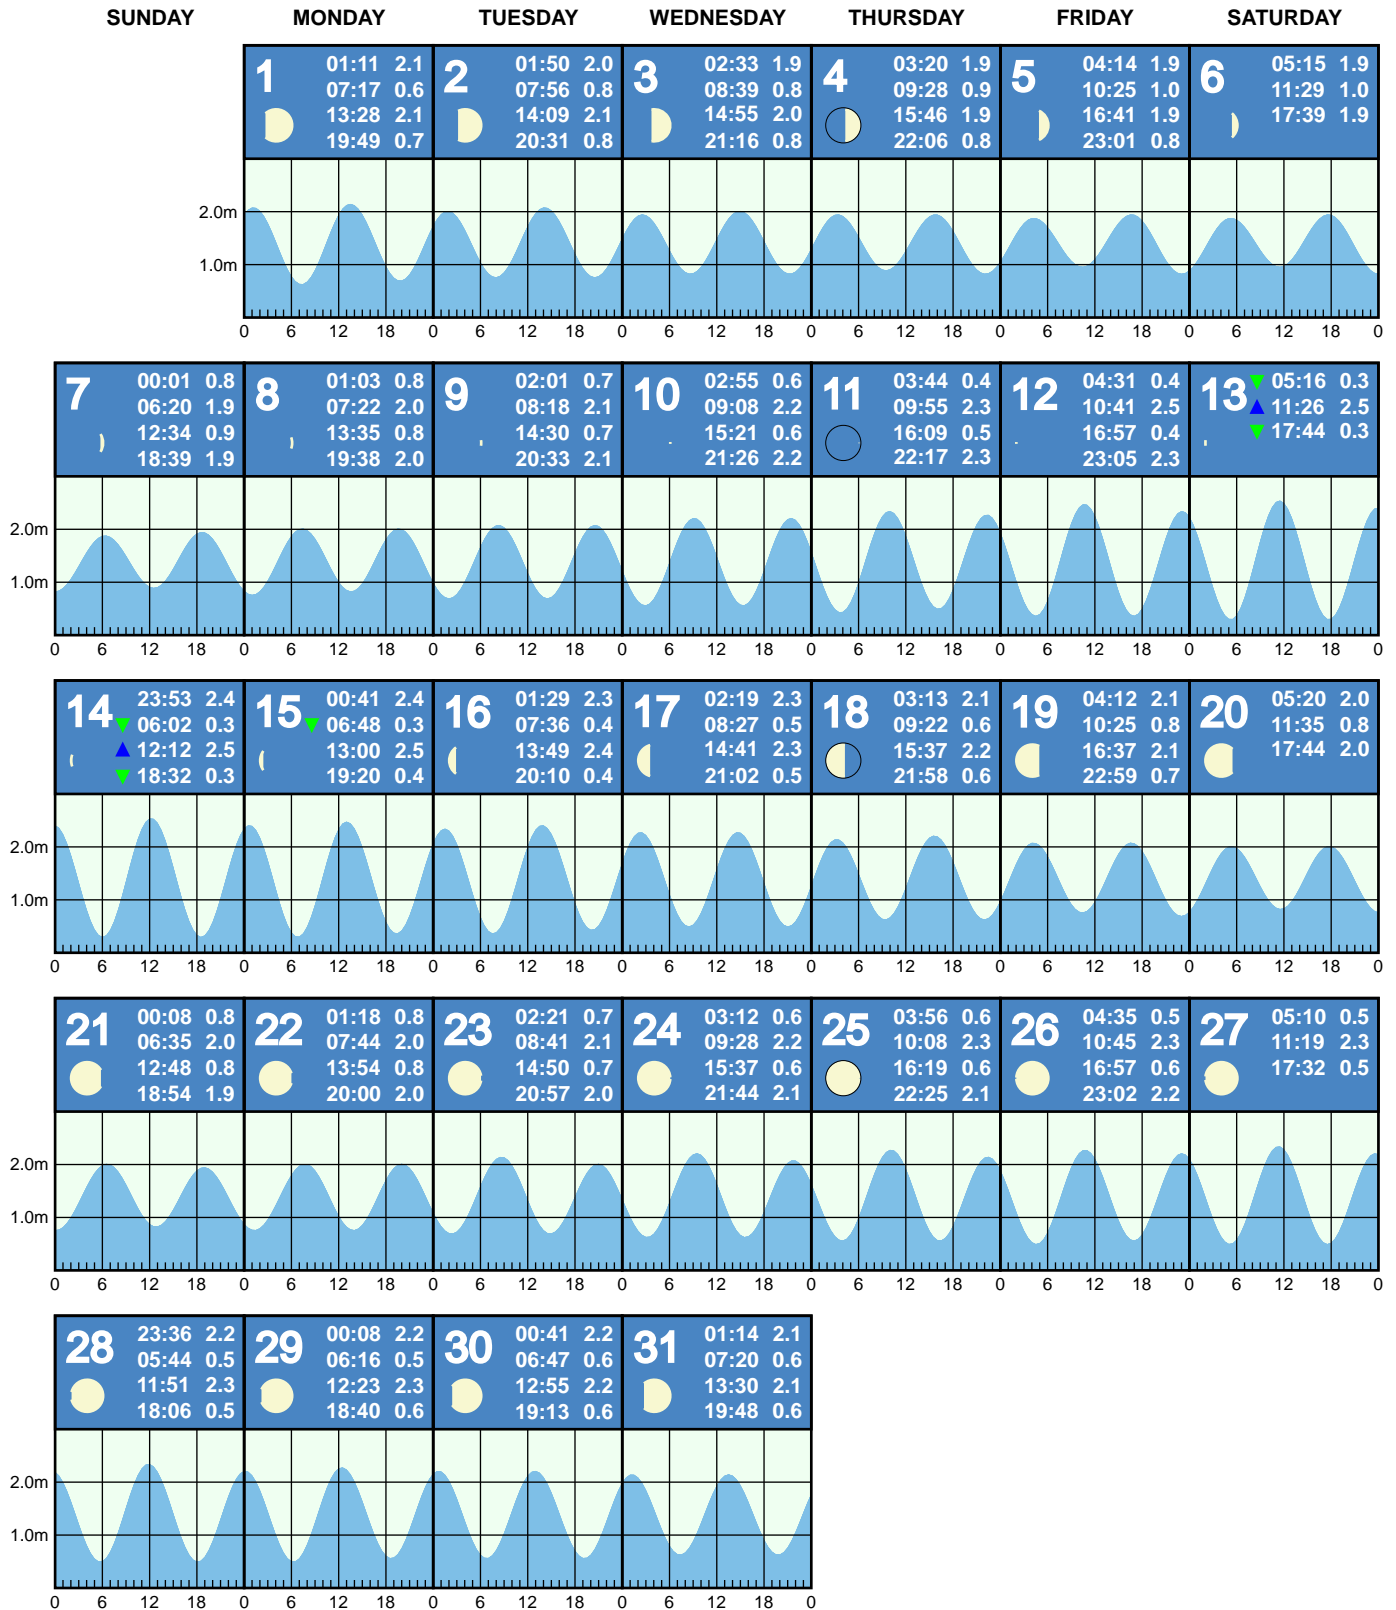 SUNDAY MONDAY TUESDAY WEDNESDAY THURSDAY FRIDAY SATURDAY
1 01:11 2.1
07:17 0.6
13:28 2.1
19:49 0.7
2 01:50 2.0
07:56 0.8
14:09 2.1
20:31 0.8
3 02:33 1.9
08:39 0.8
14:55 2.0
21:16 0.8
4 03:20 1.9
09:28 0.9
15:46 1.9
22:06 0.8
5 04:14 1.9
10:25 1.0
16:41 1.9
23:01 0.8
6 05:15 1.9
11:29 1.0
17:39 1.9
2.0m
1.0m
0 6 12 18 0 6 12 18 0 6 12 18 0 6 12 18 0 6 12 18 0 6 12 18 0
7 00:01 0.8
06:20 1.9
12:34 0.9
18:39 1.9
8 01:03 0.8
07:22 2.0
13:35 0.8
19:38 2.0
9 02:01 0.7
08:18 2.1
14:30 0.7
20:33 2.1
10 02:55 0.6
09:08 2.2
15:21 0.6
21:26 2.2
11 03:44 0.4
09:55 2.3
16:09 0.5
22:17 2.3
12 04:31 0.4
10:41 2.5
16:57 0.4
23:05 2.3
13 05:16 0.3
11:26 2.5
17:44 0.3
2.0m
1.0m
0 6 12 18 0 6 12 18 0 6 12 18 0 6 12 18 0 6 12 18 0 6 12 18 0 6 12 18 0
14 23:53 2.4
06:02 0.3
12:12 2.5
18:32 0.3
15 00:41 2.4
06:48 0.3
13:00 2.5
19:20 0.4
16 01:29 2.3
07:36 0.4
13:49 2.4
20:10 0.4
17 02:19 2.3
08:27 0.5
14:41 2.3
21:02 0.5
18 03:13 2.1
09:22 0.6
15:37 2.2
21:58 0.6
19 04:12 2.1
10:25 0.8
16:37 2.1
22:59 0.7
20 05:20 2.0
11:35 0.8
17:44 2.0
2.0m
1.0m
0 6 12 18 0 6 12 18 0 6 12 18 0 6 12 18 0 6 12 18 0 6 12 18 0 6 12 18 0
21 00:08 0.8
06:35 2.0
12:48 0.8
18:54 1.9
22 01:18 0.8
07:44 2.0
13:54 0.8
20:00 2.0
23 02:21 0.7
08:41 2.1
14:50 0.7
20:57 2.0
24 03:12 0.6
09:28 2.2
15:37 0.6
21:44 2.1
25 03:56 0.6
10:08 2.3
16:19 0.6
22:25 2.1
26 04:35 0.5
10:45 2.3
16:57 0.6
23:02 2.2
27 05:10 0.5
11:19 2.3
17:32 0.5
2.0m
1.0m
0 6 12 18 0 6 12 18 0 6 12 18 0 6 12 18 0 6 12 18 0 6 12 18 0 6 12 18 0
28 23:36 2.2
05:44 0.5
11:51 2.3
18:06 0.5
29 00:08 2.2
06:16 0.5
12:23 2.3
18:40 0.6
30 00:41 2.2
06:47 0.6
12:55 2.2
19:13 0.6
31 01:14 2.1
07:20 0.6
13:30 2.1
19:48 0.6
2.0m
1.0m
0 6 12 18 0 6 12 18 0 6 12 18 0 6 12 18 0